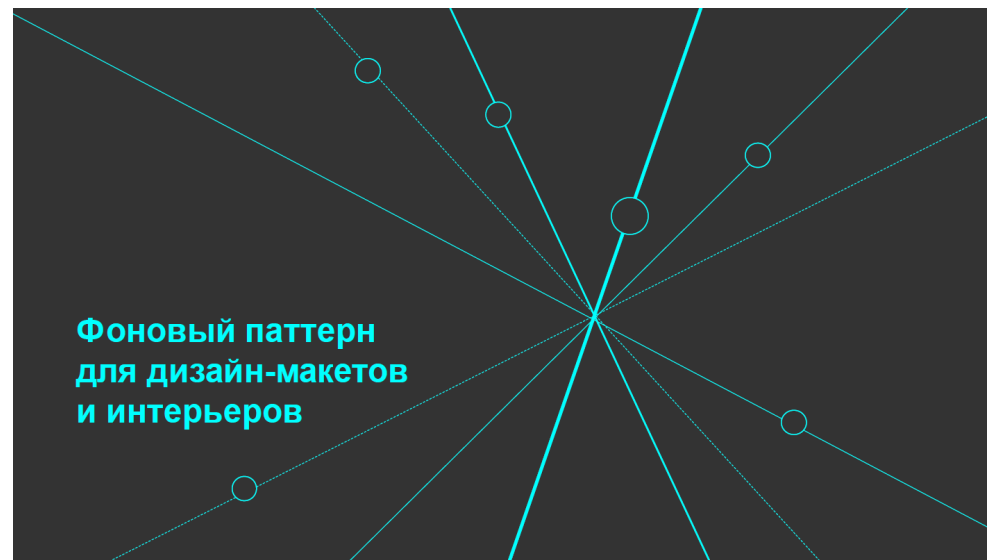 Фоновый паттерн
для дизайн-макетов
и интерьеров